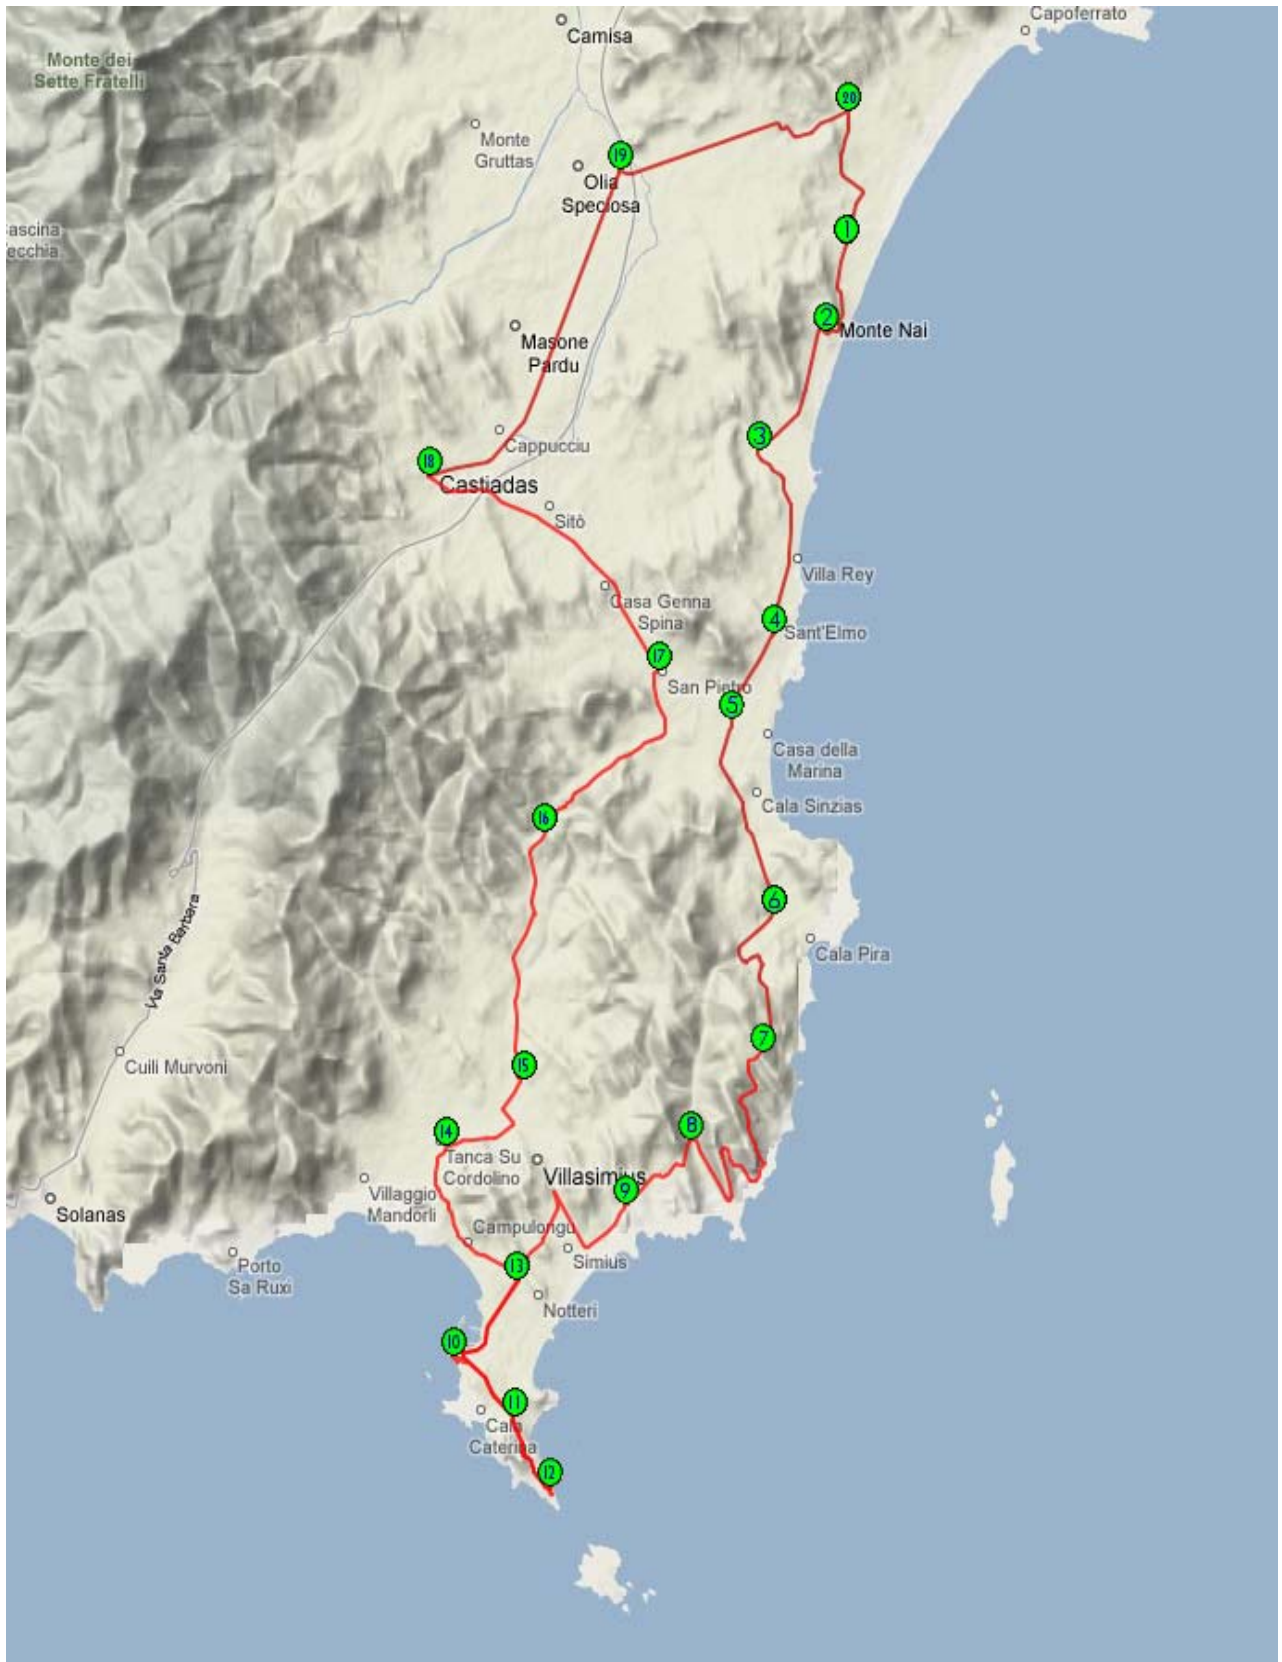 Capoferrato
Camisa
Monte dei
Sette Fratelli
20
Monte
Gruttas
19
Olia
Speciosa
ascina
ecchia
1
2
Monte Nai
Masone
Pardu
3
Cappucciu
18
Castiadas
Sitò
Villa Rey
Casa Genna
Spina
4
Sant'Elmo
17
San Pietro
5
Casa della
Marina
Cala Sinzias
16
6
Via Santa Barbara
Cala Pira
7
Cuili Murvoni
15
8
14
Tanca Su
Cordolino
Villasimius
9
Villaggio
Mandorli
Solanas
Campulongu
Simius
13
Porto
Sa Ruxi
Notteri
10
11
Cala
Caterina
12